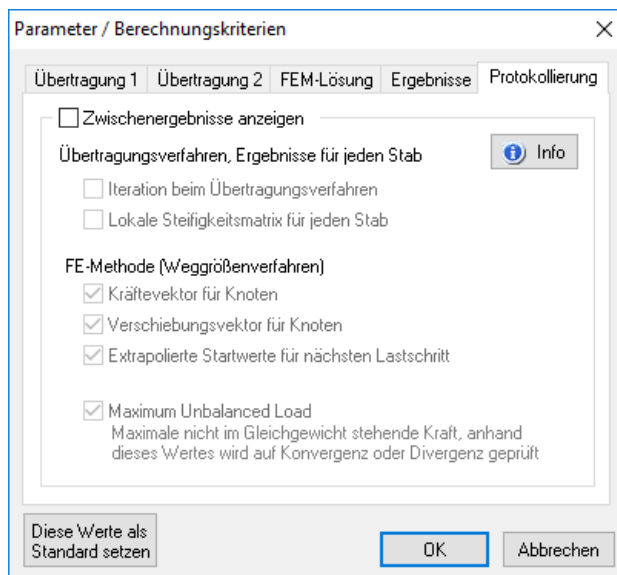 Parameter / Berechnungskriterien
Übertragung 1 Übertragung 2 FEM-Lösung Ergebnisse Protokollierung
Zwischenergebnisse anzeigen
Übertragungsverfahren, Ergebnisse für jeden Stab
Info
Iteration beim Übertragungsverfahren
Lokale Steifigkeitsmatrix für jeden Stab
FE-Methode (Weggrößenverfahren)
Kräftevektor für Knoten
Verschiebungsvektor für Knoten
Extrapolierte Startwerte für nächsten Lastschritt
Maximum Unbalanced Load
Maximale nicht im Gleichgewicht stehende Kraft, anhand
dieses Wertes wird auf Konvergenz oder Divergenz geprüft
Diese Werte als
Standard setzen
OK
Abbrechen